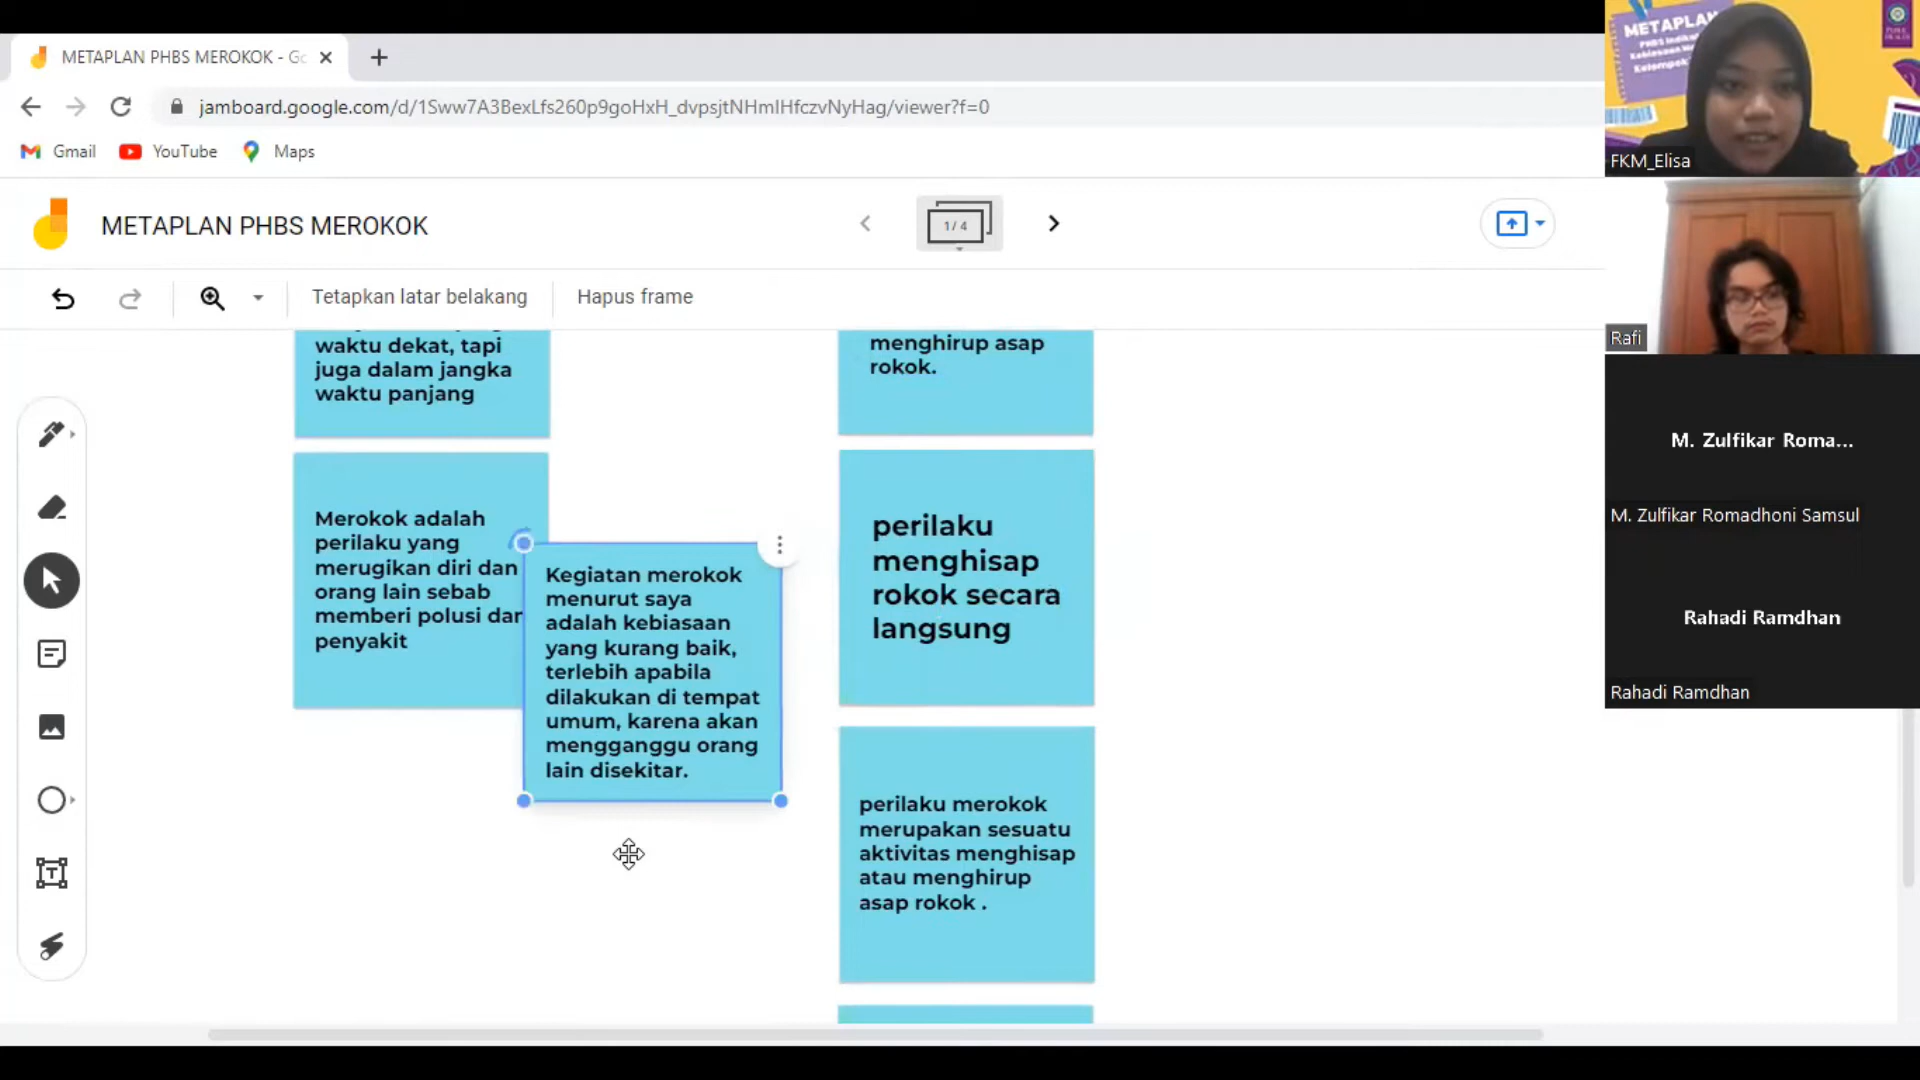 METAPLAN PHBS MEROKOK - Go
jamboard.google.com/d/1Sww7A3BexLfs260p9goHxH_dvpsjtNHmIHfczvNyHag/viewer?f=0
Gmail
YouTube
Maps
METAPLAN PHBS MEROKOK
1/4
Tetapkan latar belakang
Hapus frame
waktu dekat, tapi
juga dalam jangka
waktu panjang
menghirup asap
rokok.
Merokok adalah
perilaku yang
merugikan diri dan
orang lain sebab
memberi polusi dan
penyakit
Kegiatan merokok
menurut saya
adalah kebiasaan
yang kurang baik,
terlebih apabila
dilakukan di tempat
umum, karena akan
mengganggu orang
lain disekitar.
perilaku
menghisap
rokok secara
langsung
perilaku merokok
merupakan sesuatu
aktivitas menghisap
atau menghirup
asap rokok .
METAPLAN
FKM_Elisa
Rafi
M. Zulfikar Roma...
M. Zulfikar Romadhoni Samsul
Rahadi Ramdhan
Rahadi Ramdhan